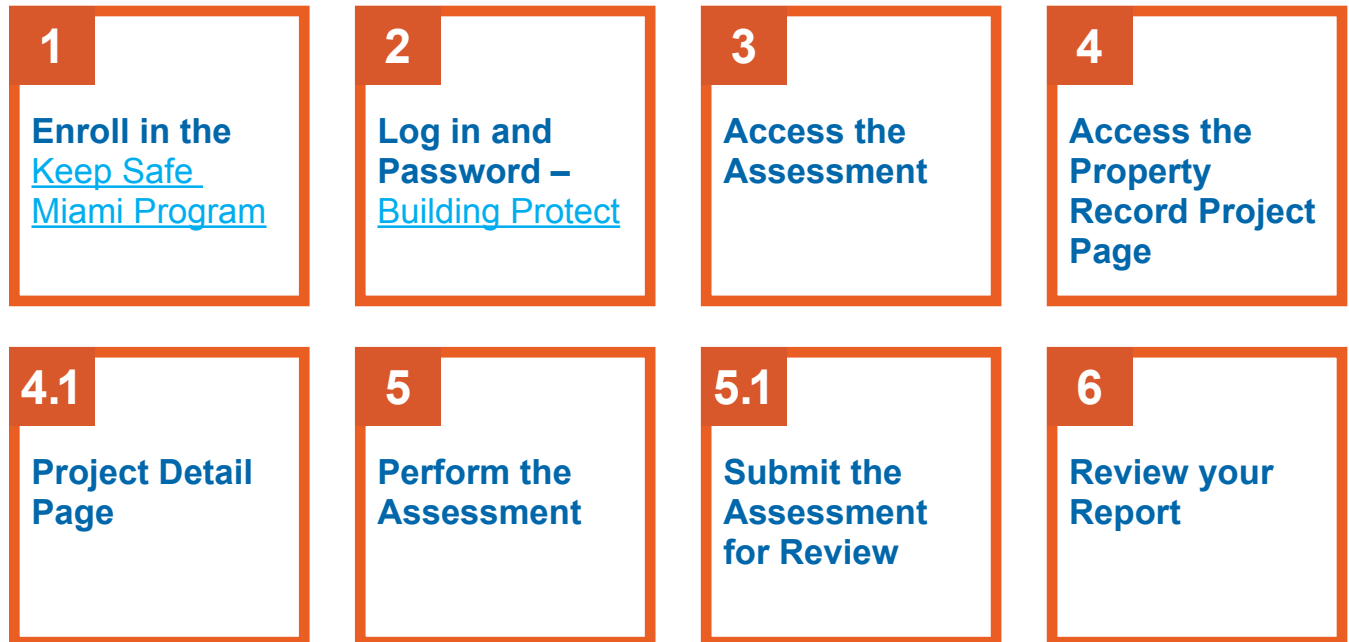 1
Enroll in the
Keep Safe
Miami Program
2
Log in and
Password –
Building Protect
3
Access the
Assessment
4
Access the
Property
Record Project
Page
4.1
Project Detail
Page
5
Perform the
Assessment
5.1
Submit the
Assessment
for Review
6
Review your
Report